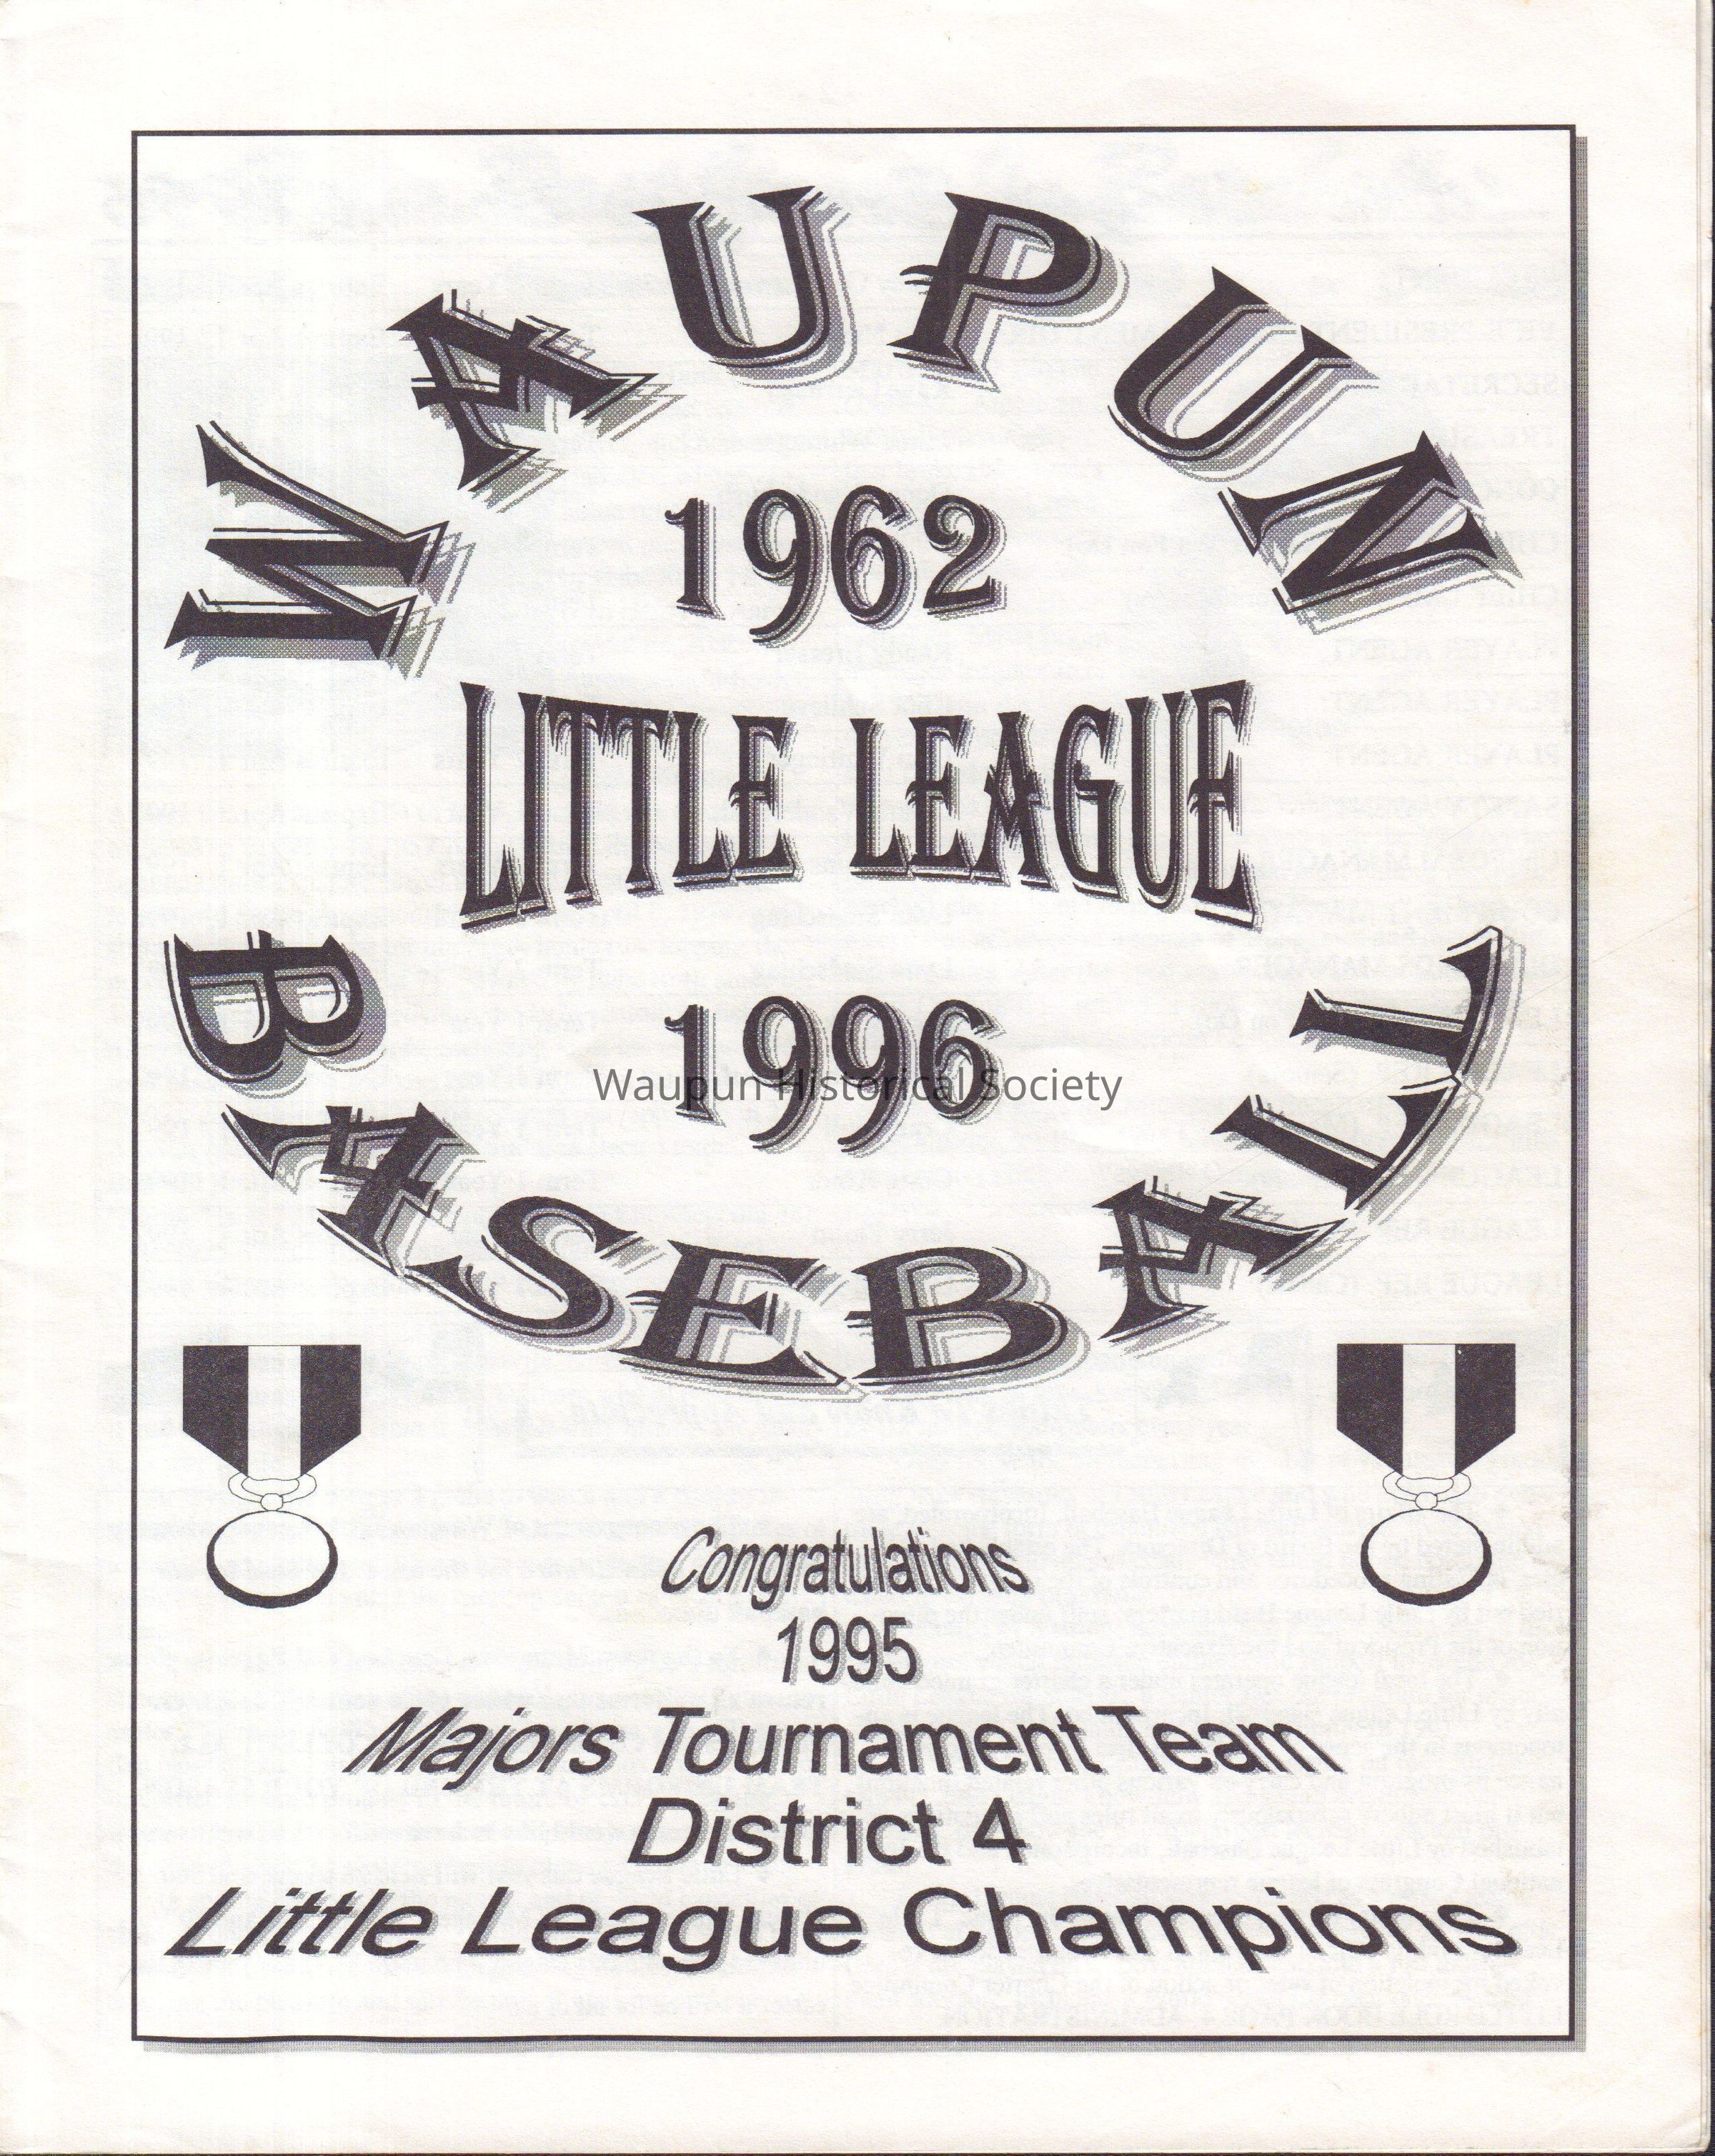 WAUPUN
1962
LITTLE LEAGUE
1996
Waupun Historical Society
BASEBALL
Congratulations
1995
Majors Tournament Team
District 4
Little League Champions